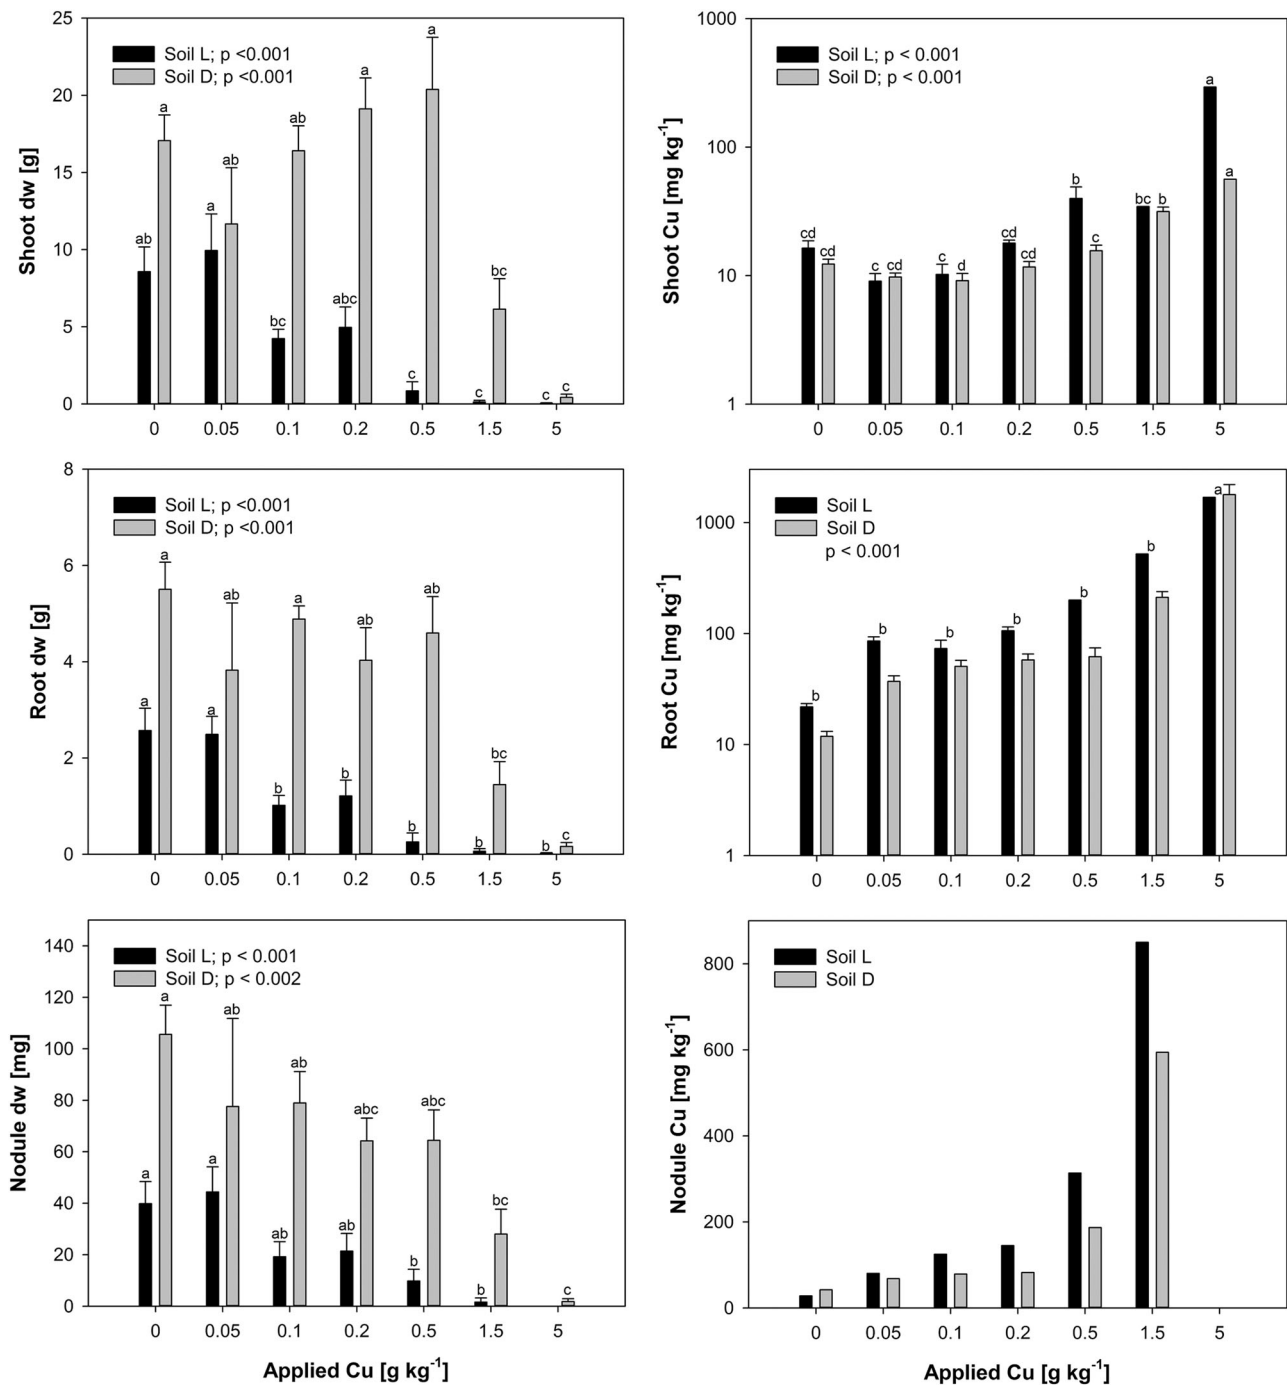 25
20
15
10
5
0
Shoot dw [g]
Soil L; p <0.001
Soil D; p <0.001
ab
a
a
ab
bc
ab
abc
a
c
a
c
bc
c
c
0 0.05 0.1 0.2 0.5 1.5 5
1000
100
10
1
Shoot Cu [mg kg⁻¹]
Soil L; p < 0.001
Soil D; p < 0.001
cd
cd
c
cd
c
d
cd
cd
b
c
bc
b
a
a
0 0.05 0.1 0.2 0.5 1.5 5
8
6
4
2
0
Root dw [g]
Soil L; p <0.001
Soil D; p <0.001
a
a
a
ab
b
a
b
ab
b
ab
b
bc
b
c
0 0.05 0.1 0.2 0.5 1.5 5
1000
100
10
1
Root Cu [mg kg⁻¹]
Soil L
Soil D
p < 0.001
b
b
b
b
b
b
a
0 0.05 0.1 0.2 0.5 1.5 5
140
120
100
80
60
40
20
0
Nodule dw [mg]
Soil L; p < 0.001
Soil D; p < 0.002
a
a
a
ab
ab
ab
ab
abc
b
abc
b
bc
c
0 0.05 0.1 0.2 0.5 1.5 5
Applied Cu [g kg⁻¹]
800
600
400
200
0
Nodule Cu [mg kg⁻¹]
Soil L
Soil D
0 0.05 0.1 0.2 0.5 1.5 5
Applied Cu [g kg⁻¹]